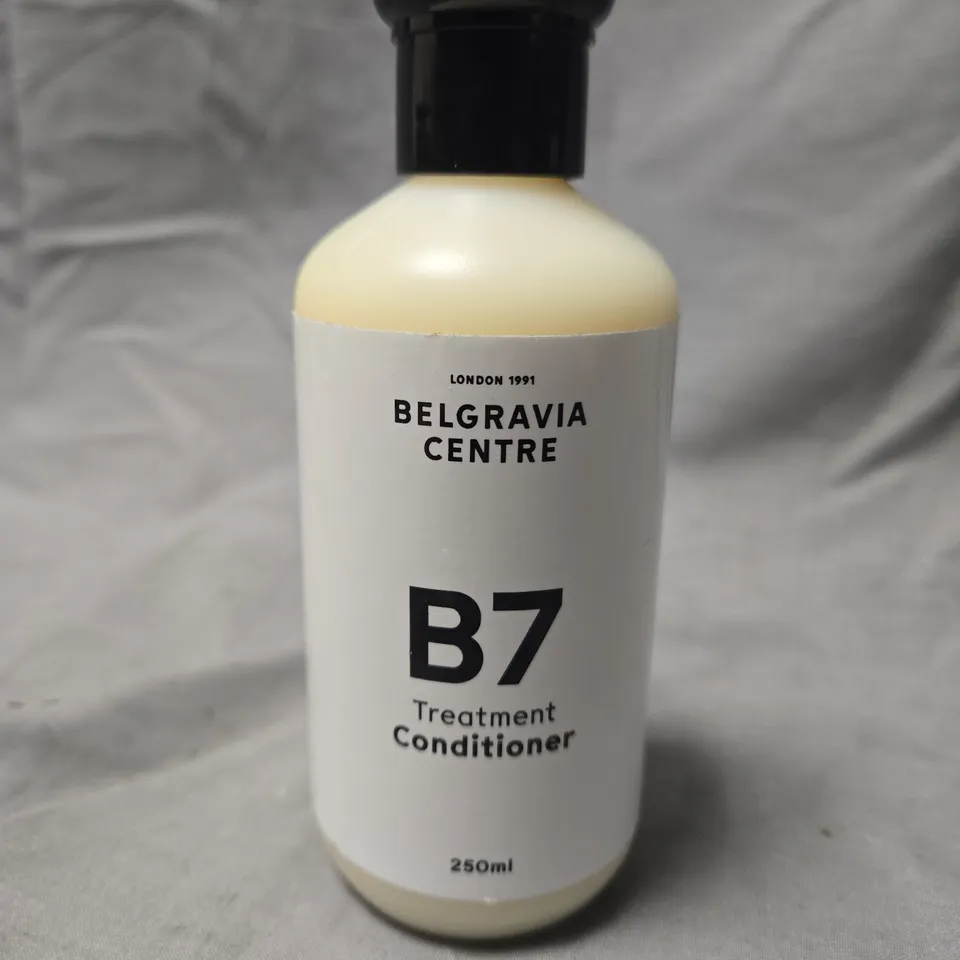 LONDON 1991
BELGRAVIA
CENTRE
B7
Treatment
Conditioner
250ml